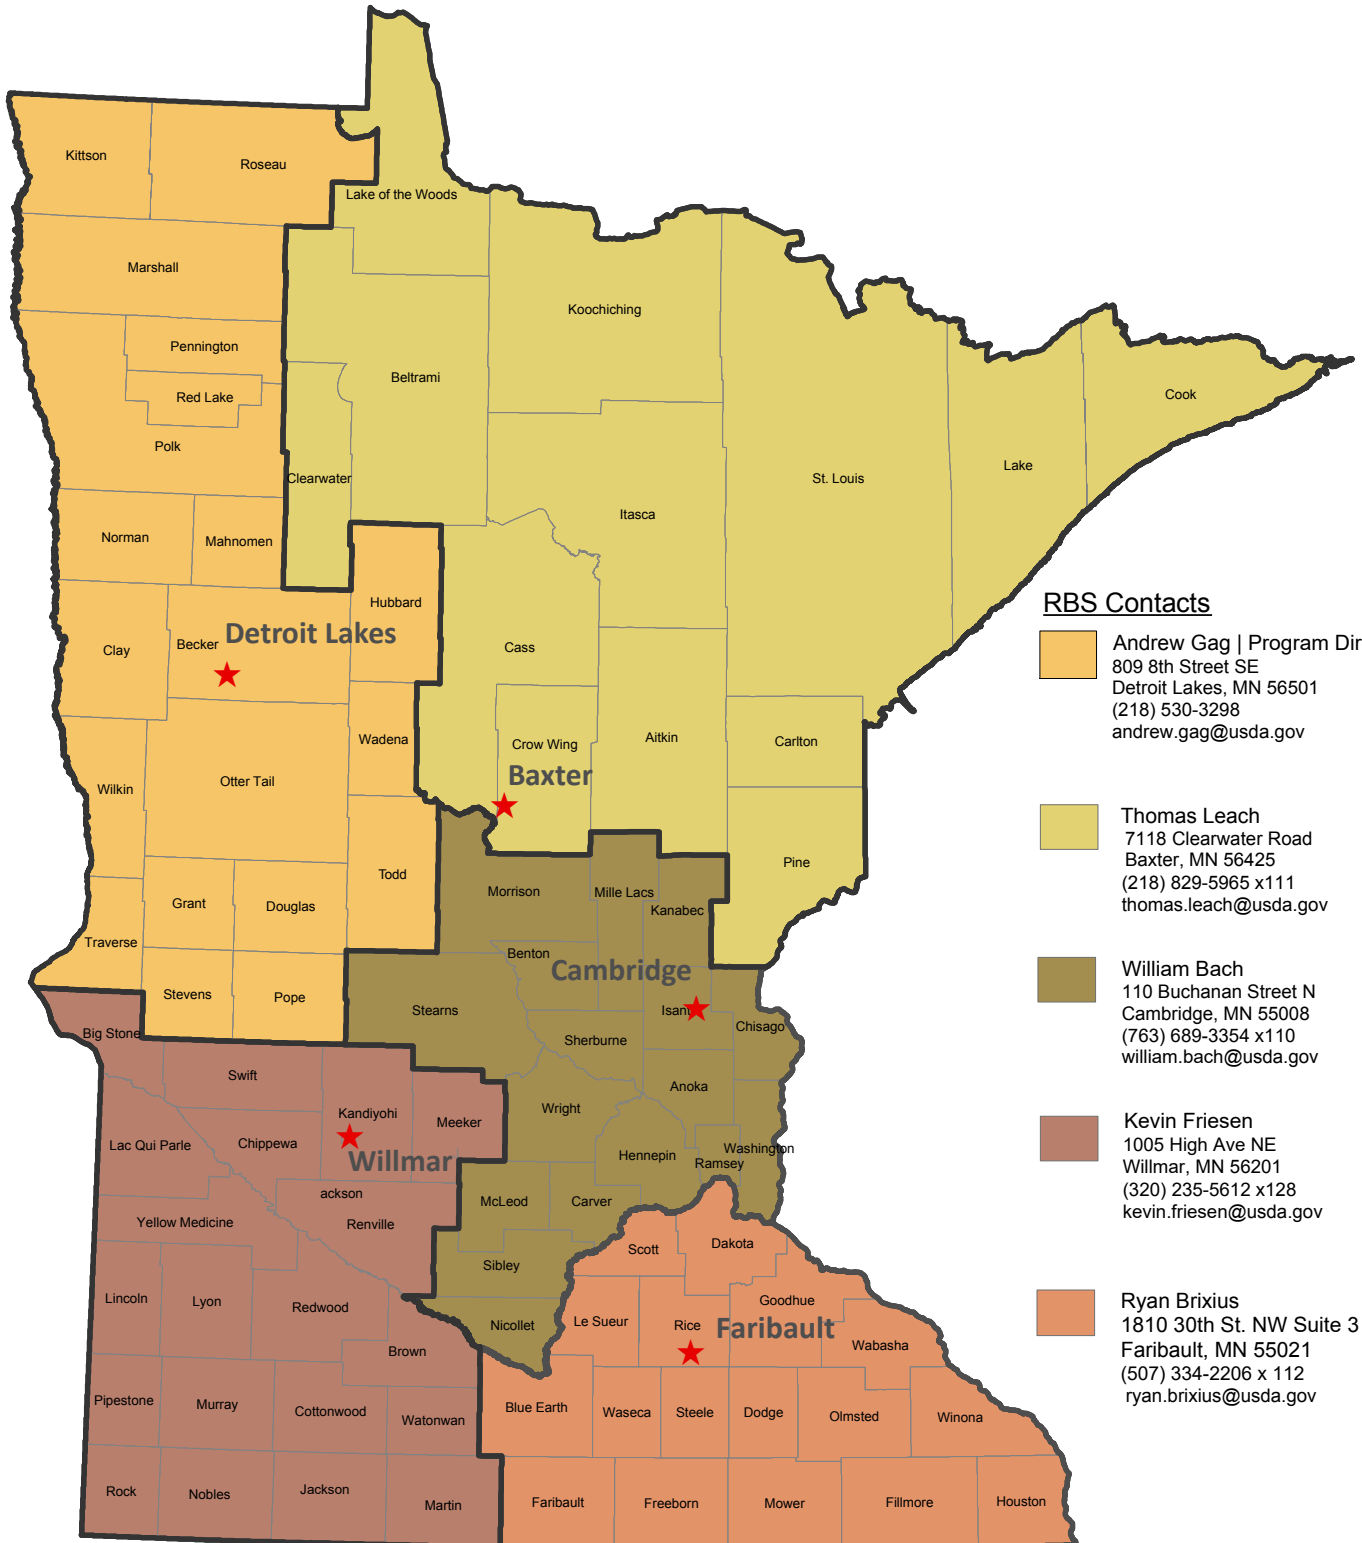 Kittson
Roseau
Lake of the Woods
Marshall
Koochiching
Pennington
Beltrami
Red Lake
Cook
Polk
Lake
Clearwater
St. Louis
Itasca
Norman
Mahnomen
Hubbard
Becker
Detroit Lakes
Clay
Cass
Wadena
Crow Wing
Aitkin
Carlton
Baxter
Otter Tail
Wilkin
Pine
Todd
Morrison
Mille Lacs
Kanabec
Grant
Douglas
Traverse
Benton
Cambridge
Stevens
Pope
Stearns
Isant
Chisago
Big Stone
Sherburne
Swift
Anoka
Kandiyohi
Wright
Meeker
Lac Qui Parle
Chippewa
Washington
Willmar
Hennepin
Ramsey
ackson
McLeod
Carver
Yellow Medicine
Renville
Scott
Dakota
Sibley
Lincoln
Lyon
Redwood
Goodhue
Nicollet
Le Sueur
Rice
Faribault
Wabasha
Brown
Pipestone
Murray
Cottonwood
Watonwan
Blue Earth
Waseca
Steele
Dodge
Olmsted
Winona
Rock
Nobles
Jackson
Martin
Faribault
Freeborn
Mower
Fillmore
Houston
RBS Contacts
Andrew Gag | Program Dir
809 8th Street SE
Detroit Lakes, MN 56501
(218) 530-3298
andrew.gag@usda.gov
Thomas Leach
7118 Clearwater Road
Baxter, MN 56425
(218) 829-5965 x111
thomas.leach@usda.gov
William Bach
110 Buchanan Street N
Cambridge, MN 55008
(763) 689-3354 x110
william.bach@usda.gov
Kevin Friesen
1005 High Ave NE
Willmar, MN 56201
(320) 235-5612 x128
kevin.friesen@usda.gov
Ryan Brixius
1810 30th St. NW Suite 3
Faribault, MN 55021
(507) 334-2206 x 112
ryan.brixius@usda.gov